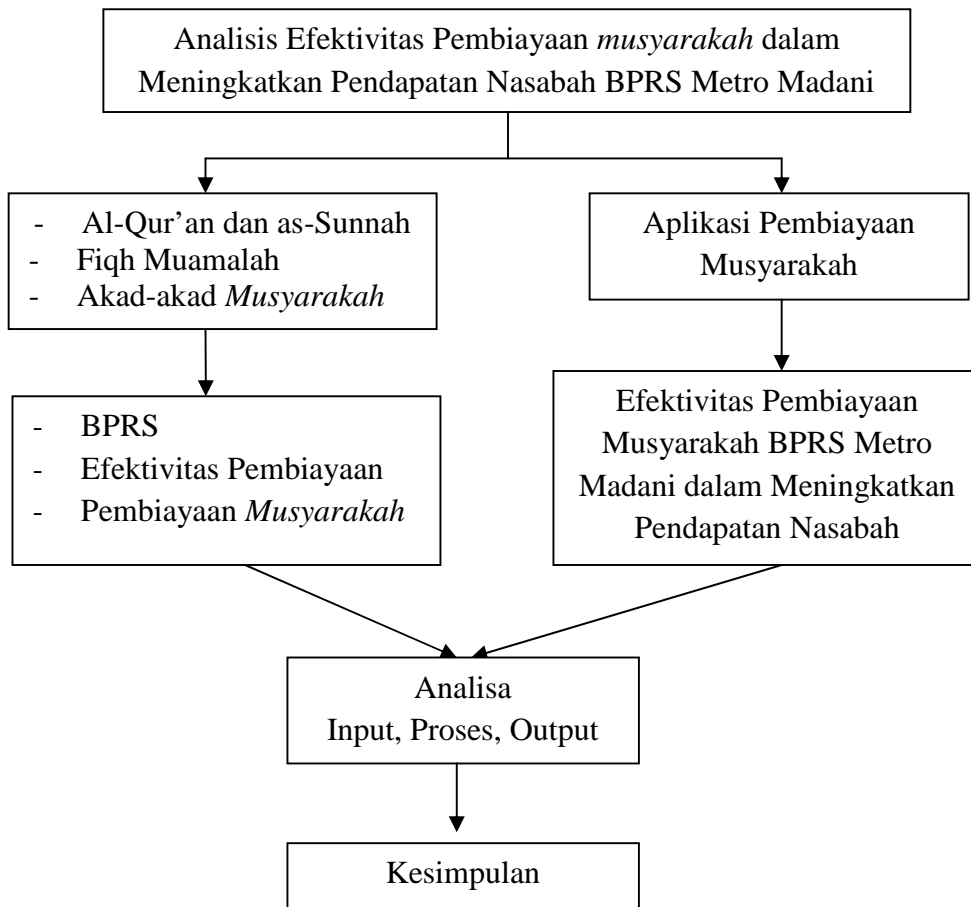 Analisis Efektivitas Pembiayaan musyarakah dalam
Meningkatkan Pendapatan Nasabah BPRS Metro Madani
- Al-Qur’an dan as-Sunnah
- Fiqh Muamalah
- Akad-akad Musyarakah
Aplikasi Pembiayaan
Musyarakah
- BPRS
- Efektivitas Pembiayaan
- Pembiayaan Musyarakah
Efektivitas Pembiayaan
Musyarakah BPRS Metro
Madani dalam Meningkatkan
Pendapatan Nasabah
Analisa
Input, Proses, Output
Kesimpulan